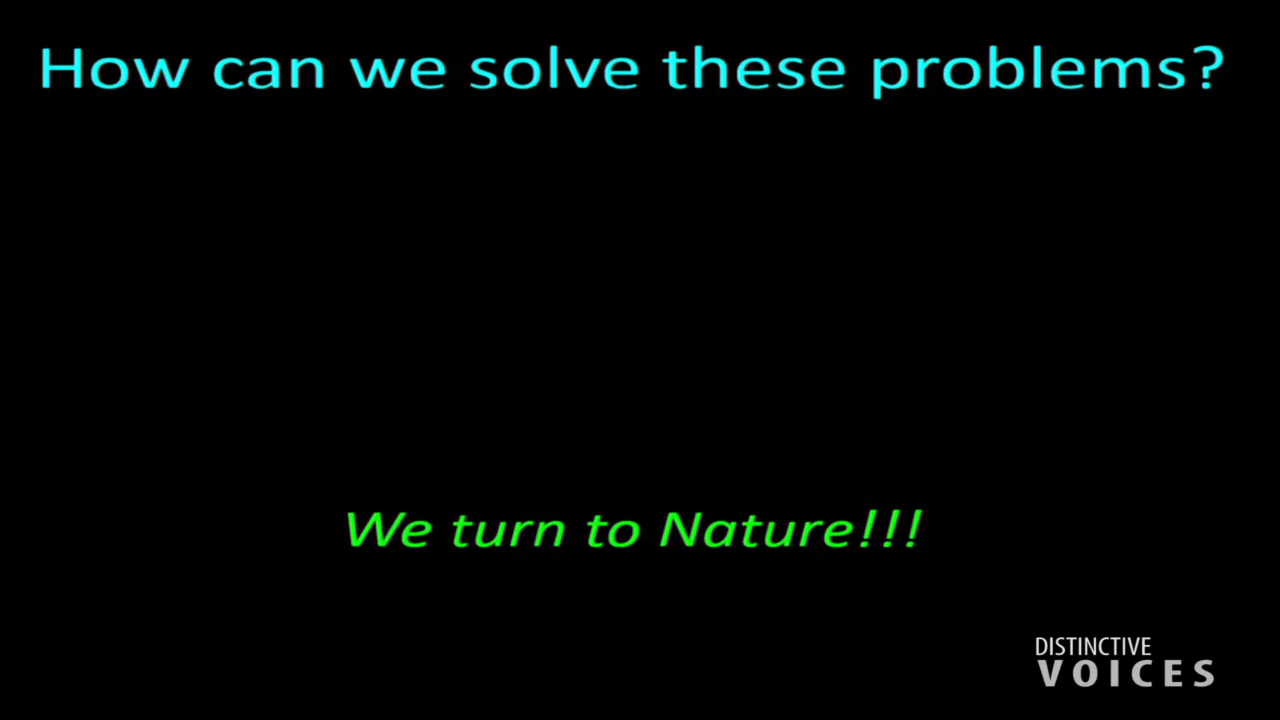 How can we solve these problems?
We turn to Nature!!!
DISTINCTIVE
VOICES